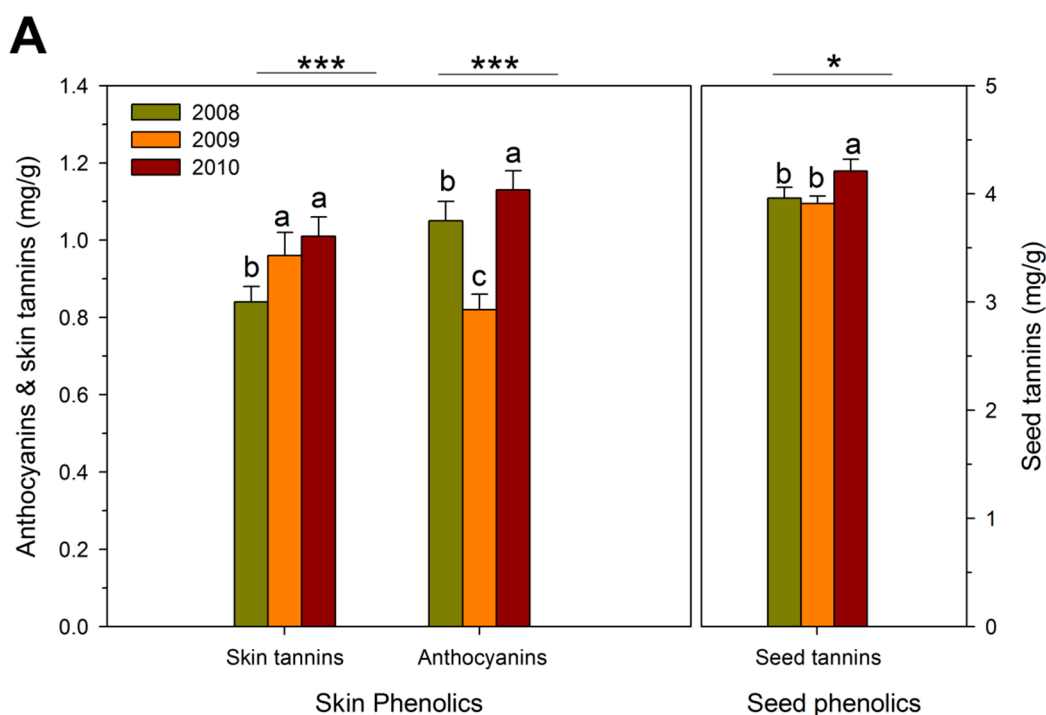 A
*** *** *
2008
2009
2010
1.4
1.2
1.0
0.8
0.6
0.4
0.2
0.0
Anthocyanins & skin tannins (mg/g)
b a a
b c a
b b a
5
4
3
2
1
0
Seed tannins (mg/g)
Skin tannins Anthocyanins Seed tannins
Skin Phenolics Seed phenolics